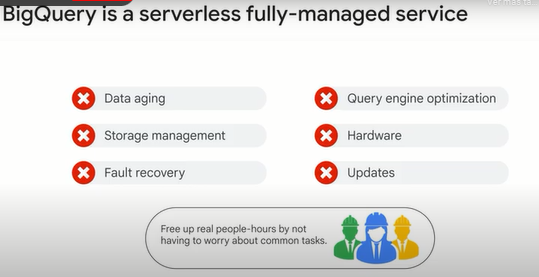 BigQuery is a serverless fully-managed service
Data aging
Storage management
Fault recovery
Query engine optimization
Hardware
Updates
Free up real people-hours by not
having to worry about common tasks.